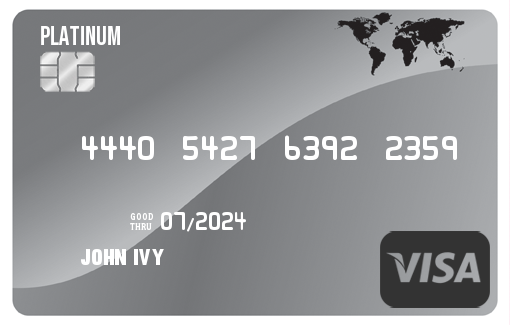 PLATINUM
4440 5427 6392 2359
GOOD
THRU 07/2024
JOHN IVY
VISA